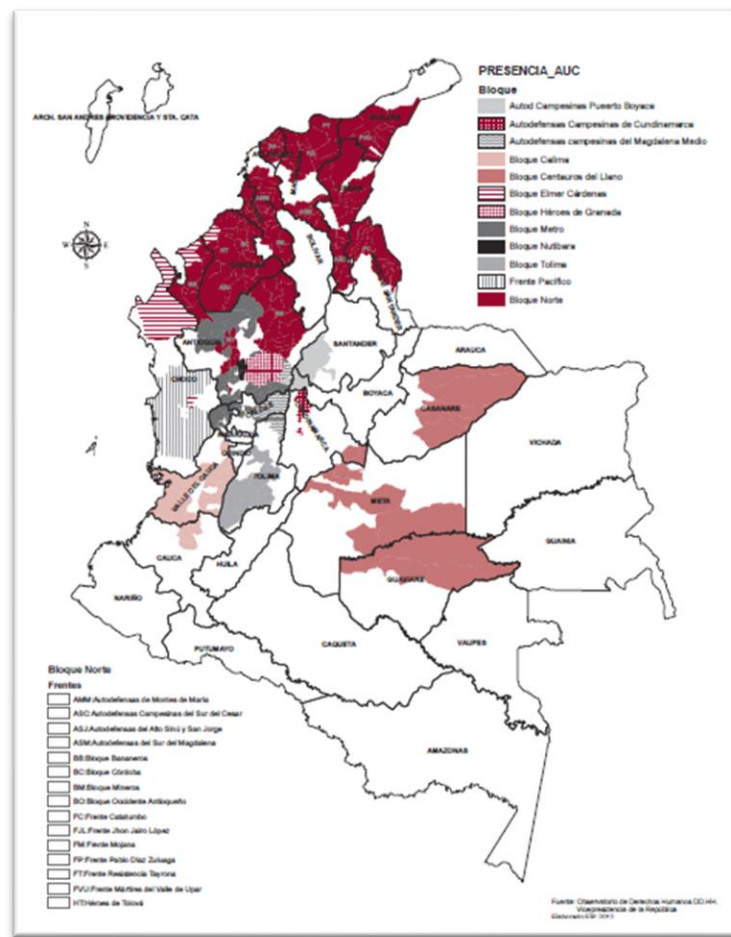 PRESENCIA_AUC
Bloque
Autod Campesinas Puerto Boyaca
Autodefensas Campesinas de Cundinamarca
Autodefensas campesinas del Magdalena Medio
Bloque Calima
Bloque Centauros del Llano
Bloque Elmer Cárdenas
Bloque Héroes de Granada
Bloque Metro
Bloque Nutibara
Bloque Tolima
Frente Pacífico
Bloque Norte
ARCH. SAN ANDRES PROVIDENCIA Y STA. CATA
N
W E
S
BOLIVAR
SANTANDER
ARAUCA
ANTIOQUIA
CHOCO
BOYACA
CASANARE
VICHADA
TOLIMA
VALLE DEL CAUCA
META
GUAINIA
CAUCA
HUILA
GUAVIARE
NARIÑO
CAQUETA
VAUPES
PUTUMAYO
AMAZONAS
Bloque Norte
Frentes
AMM:Autodefensas de Montes de María
ASC:Autodefensas Campesinas del Sur del Cesar
ASJ:Autodefensas del Alto Sinú y San Jorge
ASM:Autodefensas del Sur del Magdalena
BB:Bloque Bananeros
BC:Bloque Córdoba
BM:Bloque Mineros
BO:Bloque Occidente Antioqueño
FC:Frente Catatumbo
FJL:Frente Jhon Jairo López
FM:Frente Mojana
FP:Frente Pablo Díaz Zuluaga
FT:Frente Resistencia Tayrona
FVU:Frente Mártires del Valle de Upar
HT:Héroes de Tolová
Fuente: Observatorio de Derechos Humanos DD.HH.
Vicepresidencia de la República